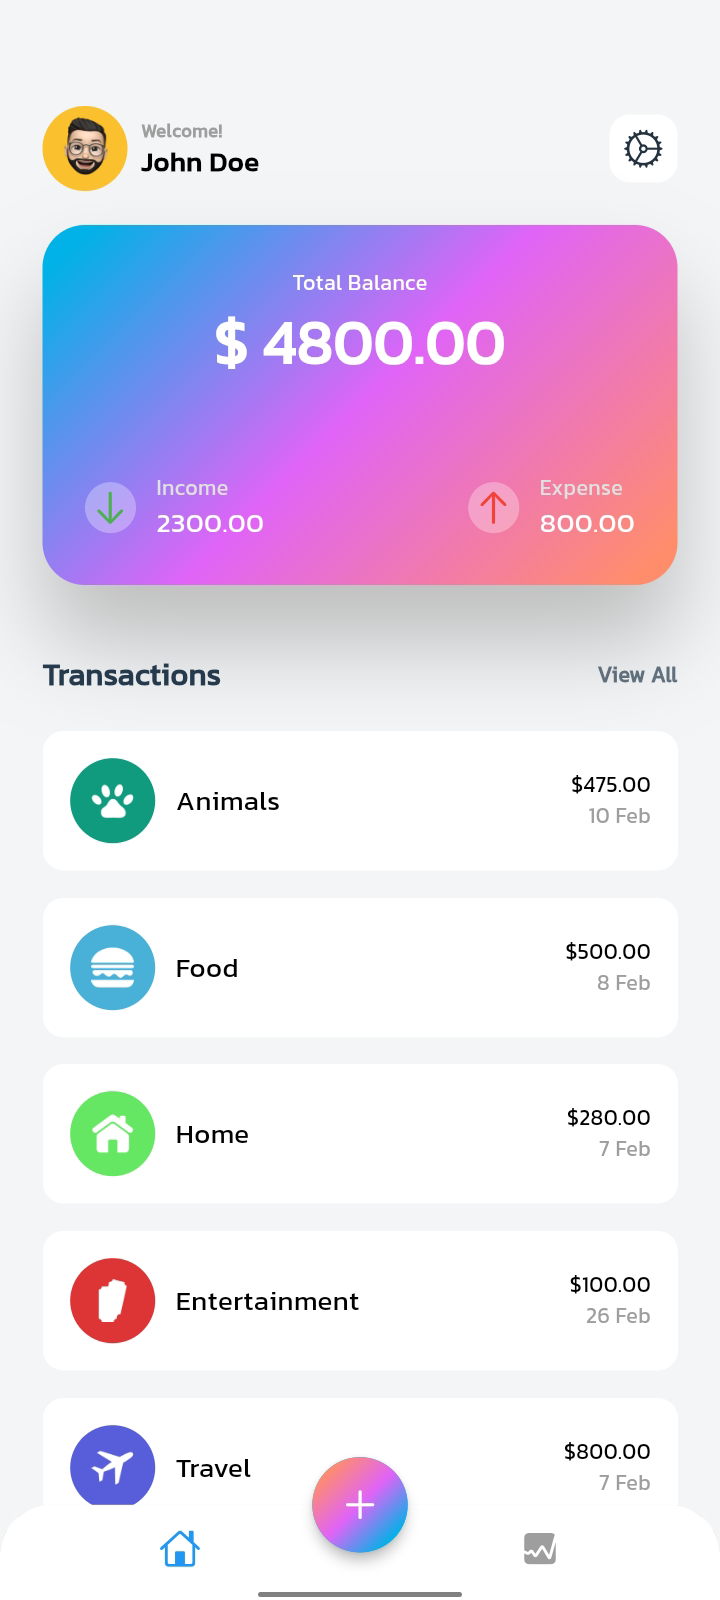 Welcome!
John Doe
Total Balance
$ 4800.00
Income
2300.00
Expense
800.00
Transactions
View All
Animals
$475.00
10 Feb
Food
$500.00
8 Feb
Home
$280.00
7 Feb
Entertainment
$100.00
26 Feb
Travel
$800.00
7 Feb